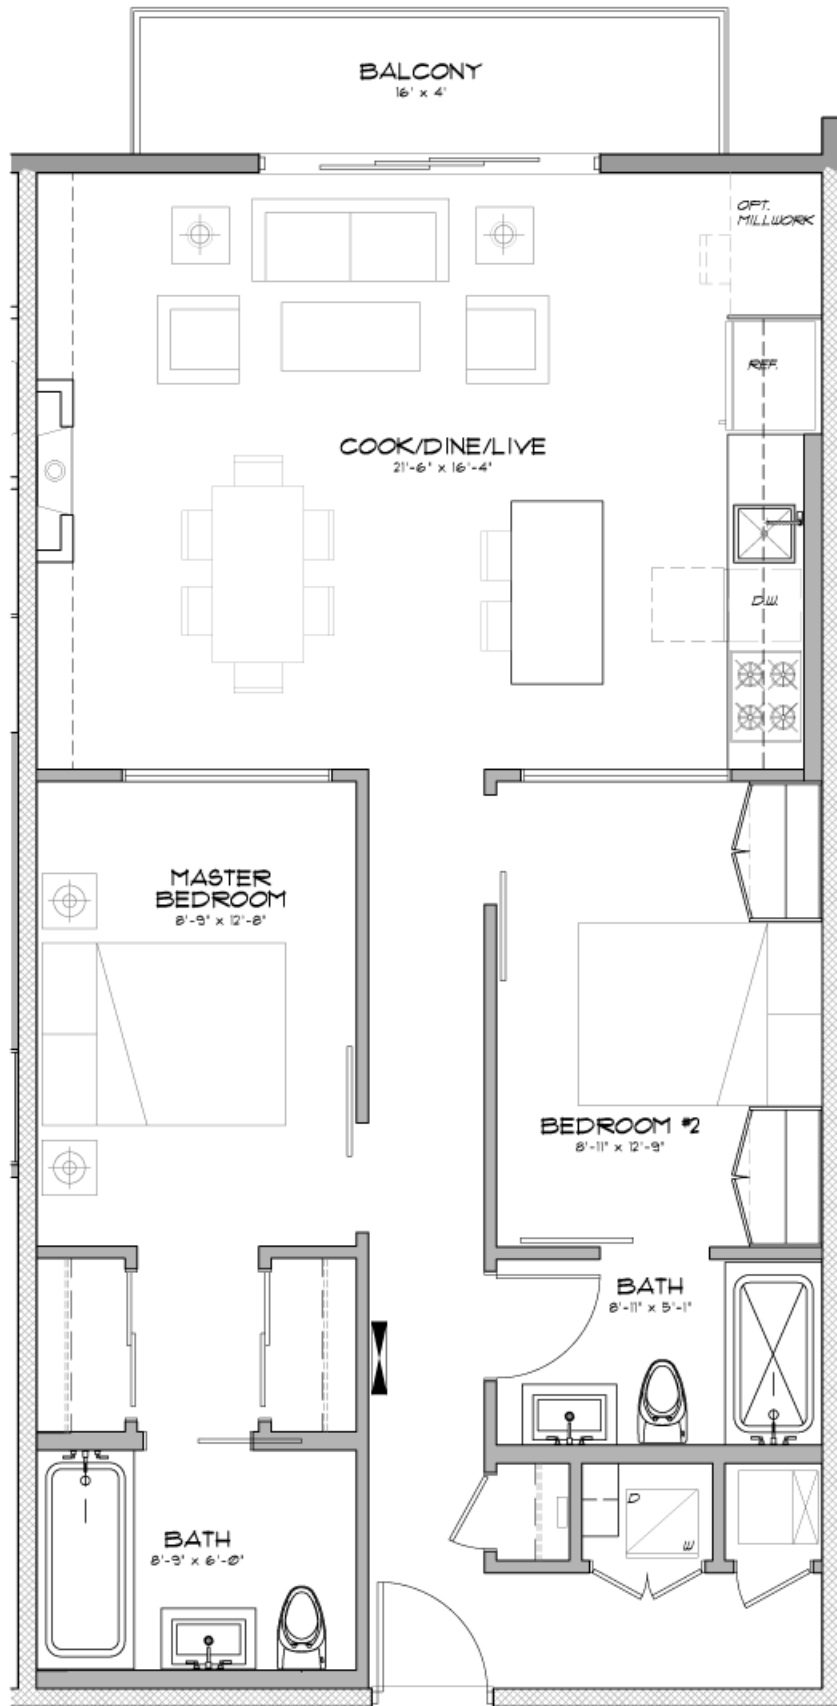 BALCONY
16' x 4'
OPT.
MILLWORK
REF.
COOK/DINE/LIVE
21'-6" x 16'-4"
D.W.
MASTER
BEDROOM
8'-9" x 12'-8"
BEDROOM #2
8'-11" x 12'-9"
BATH
8'-11" x 5'-1"
D
W
BATH
8'-9" x 6'-0"